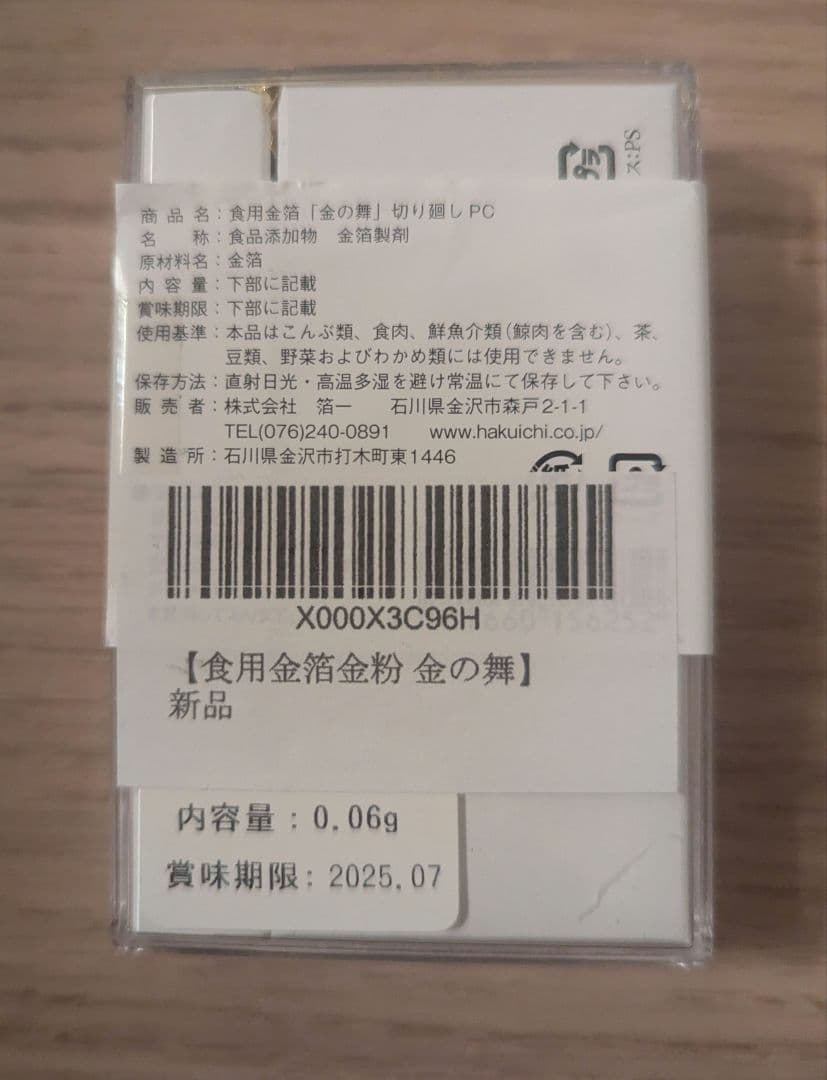 プラ
ス:PS
商品名:食用金箔「金の舞」切り廻しPC
名称:食品添加物 金箔製剤
原材料名:金箔
内容量:下部に記載
賞味期限:下部に記載
使用基準:本品はこんぶ類、食肉、鮮魚介類(鯨肉を含む)、茶、
豆類、野菜およびわかめ類には使用できません。
保存方法:直射日光・高温多湿を避け常温にて保存して下さい。
販売者:株式会社 箔一 石川県金沢市森戸2-1-1
TEL(076)240-0891 www.hakuichi.co.jp/
製造所:石川県金沢市打木町東1446
X000X3C96H
【食用金箔金粉 金の舞】
新品
内容量:0.06g
賞味期限:2025.07